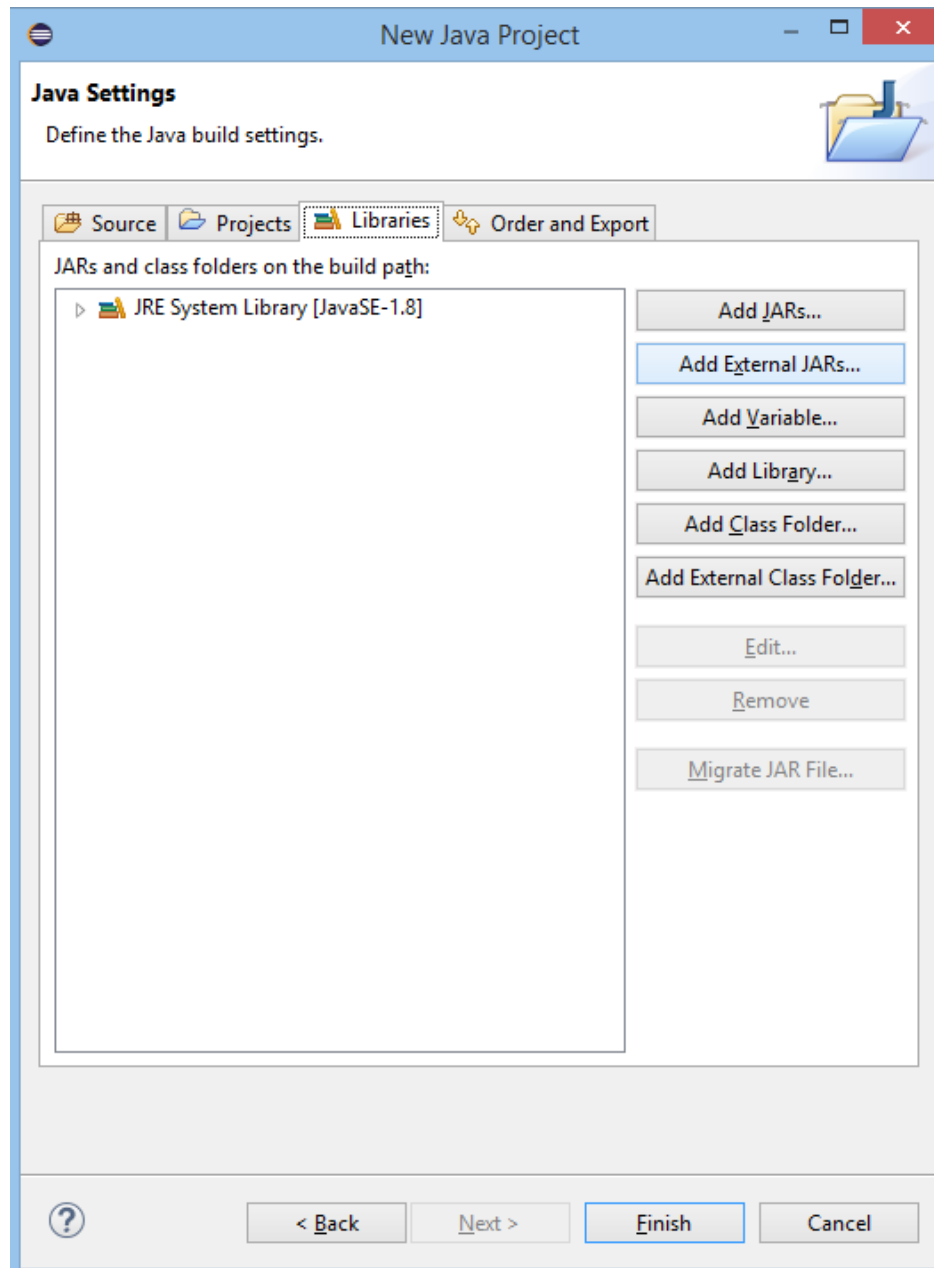 New Java Project
Java Settings
Define the Java build settings.
Source Projects Libraries Order and Export
JARs and class folders on the build path:
JRE System Library [JavaSE-1.8]
Add JARs...
Add External JARs...
Add Variable...
Add Library...
Add Class Folder...
Add External Class Folder...
Edit...
Remove
Migrate JAR File...
? < Back Next > Finish Cancel